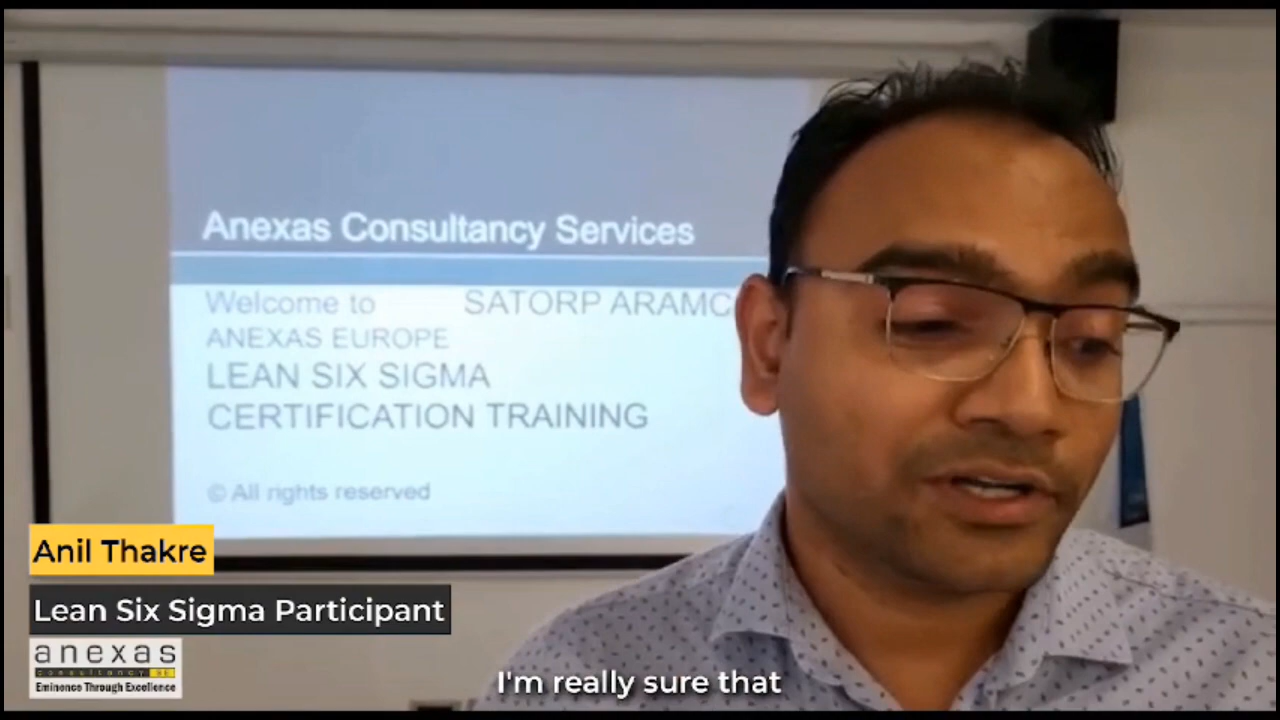 Anexas Consultancy Services
Welcome to SATORP ARAMC
ANEXAS EUROPE
LEAN SIX SIGMA
CERTIFICATION TRAINING
© All rights reserved
Anil Thakre
Lean Six Sigma Participant
anexas
consultancy
Eminence Through Excellence
I'm really sure that